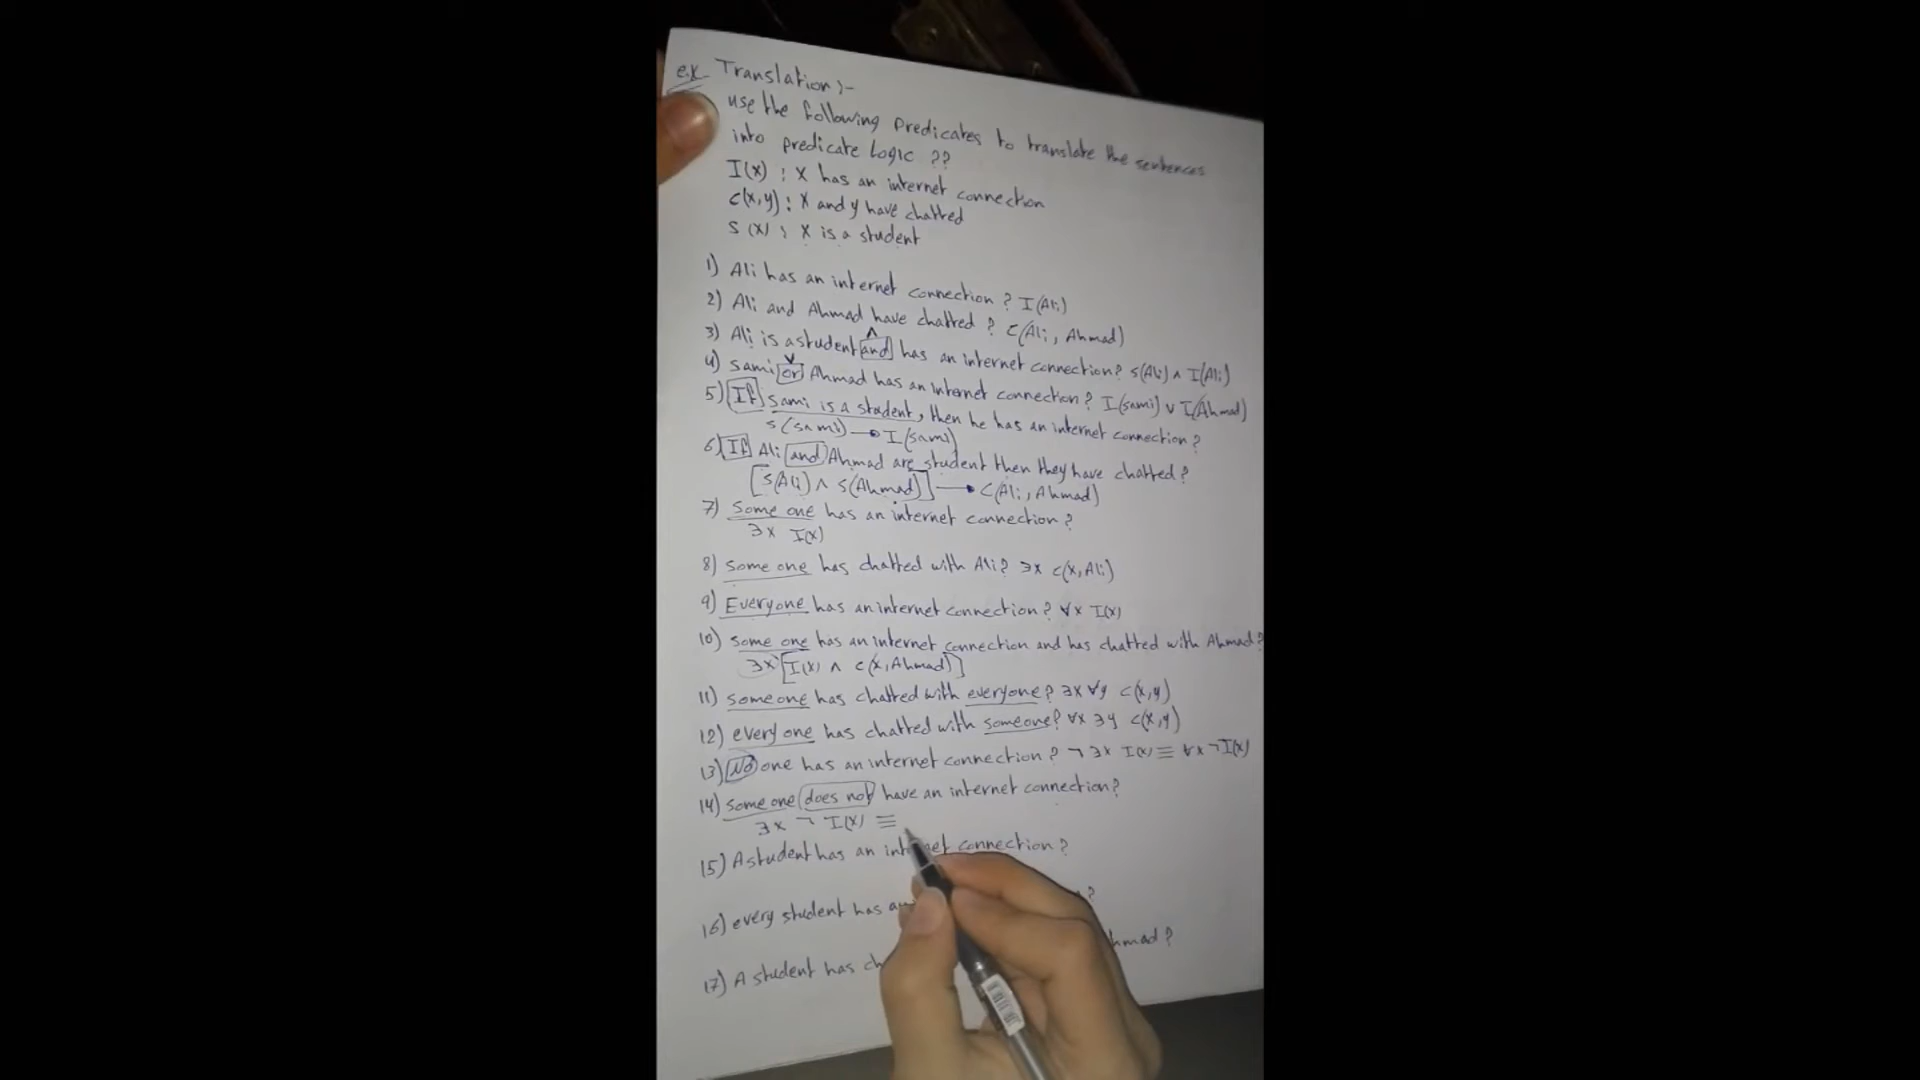 e.x Translation :-
use the following predicates to translate the sentences
into predicate Logic ??
I(x) : x has an internet connection
C(x,y) : x and y have chatted
S(x) : x is a student
1) Ali has an internet connection ? I(Ali)
2) Ali and Ahmad have chatted ? C(Ali, Ahmad)
∧
3) Ali is a student and has an internet connection? S(Ali) ∧ I(Ali)
∨
4) Sami or Ahmad has an internet connection ? I(sami) ∨ I(Ahmad)
5) If Sami is a student, then he has an internet connection ?
S(sami) → I(sami)
6) If Ali and Ahmad are student then they have chatted ?
[S(Ali) ∧ S(Ahmad)] → C(Ali, Ahmad)
7) Some one has an internet connection ?
∃x I(x)
8) some one has chatted with Ali? ∃x C(x,Ali)
9) Everyone has an internet connection ? ∀x I(x)
10) some one has an internet connection and has chatted with Ahmad?
∃x [I(x) ∧ C(x,Ahmad)]
11) someone has chatted with everyone? ∃x ∀y C(x,y)
12) every one has chatted with someone? ∀x ∃y C(x,y)
13) No one has an internet connection ? ¬∃x I(x) ≡ ∀x ¬I(x)
14) some one does not have an internet connection?
∃x ¬ I(x) ≡
15) A student has an internet connection ?
16) every student has an ?
17) A student has ch hmad ?